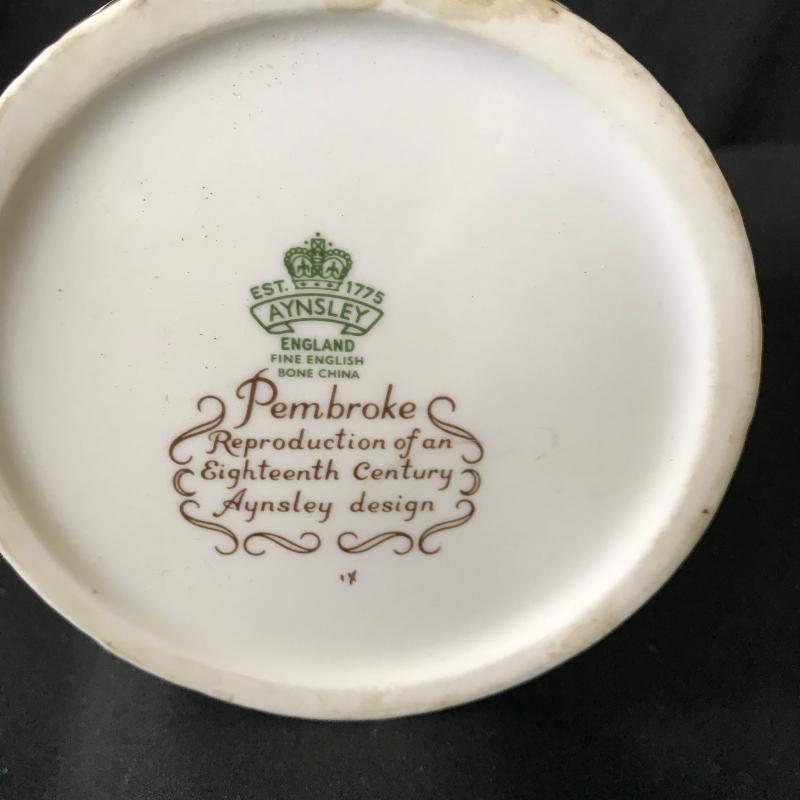 EST. 1775
AYNSLEY
ENGLAND
FINE ENGLISH
BONE CHINA
Pembroke
Reproduction of an
Eighteenth Century
Aynsley design